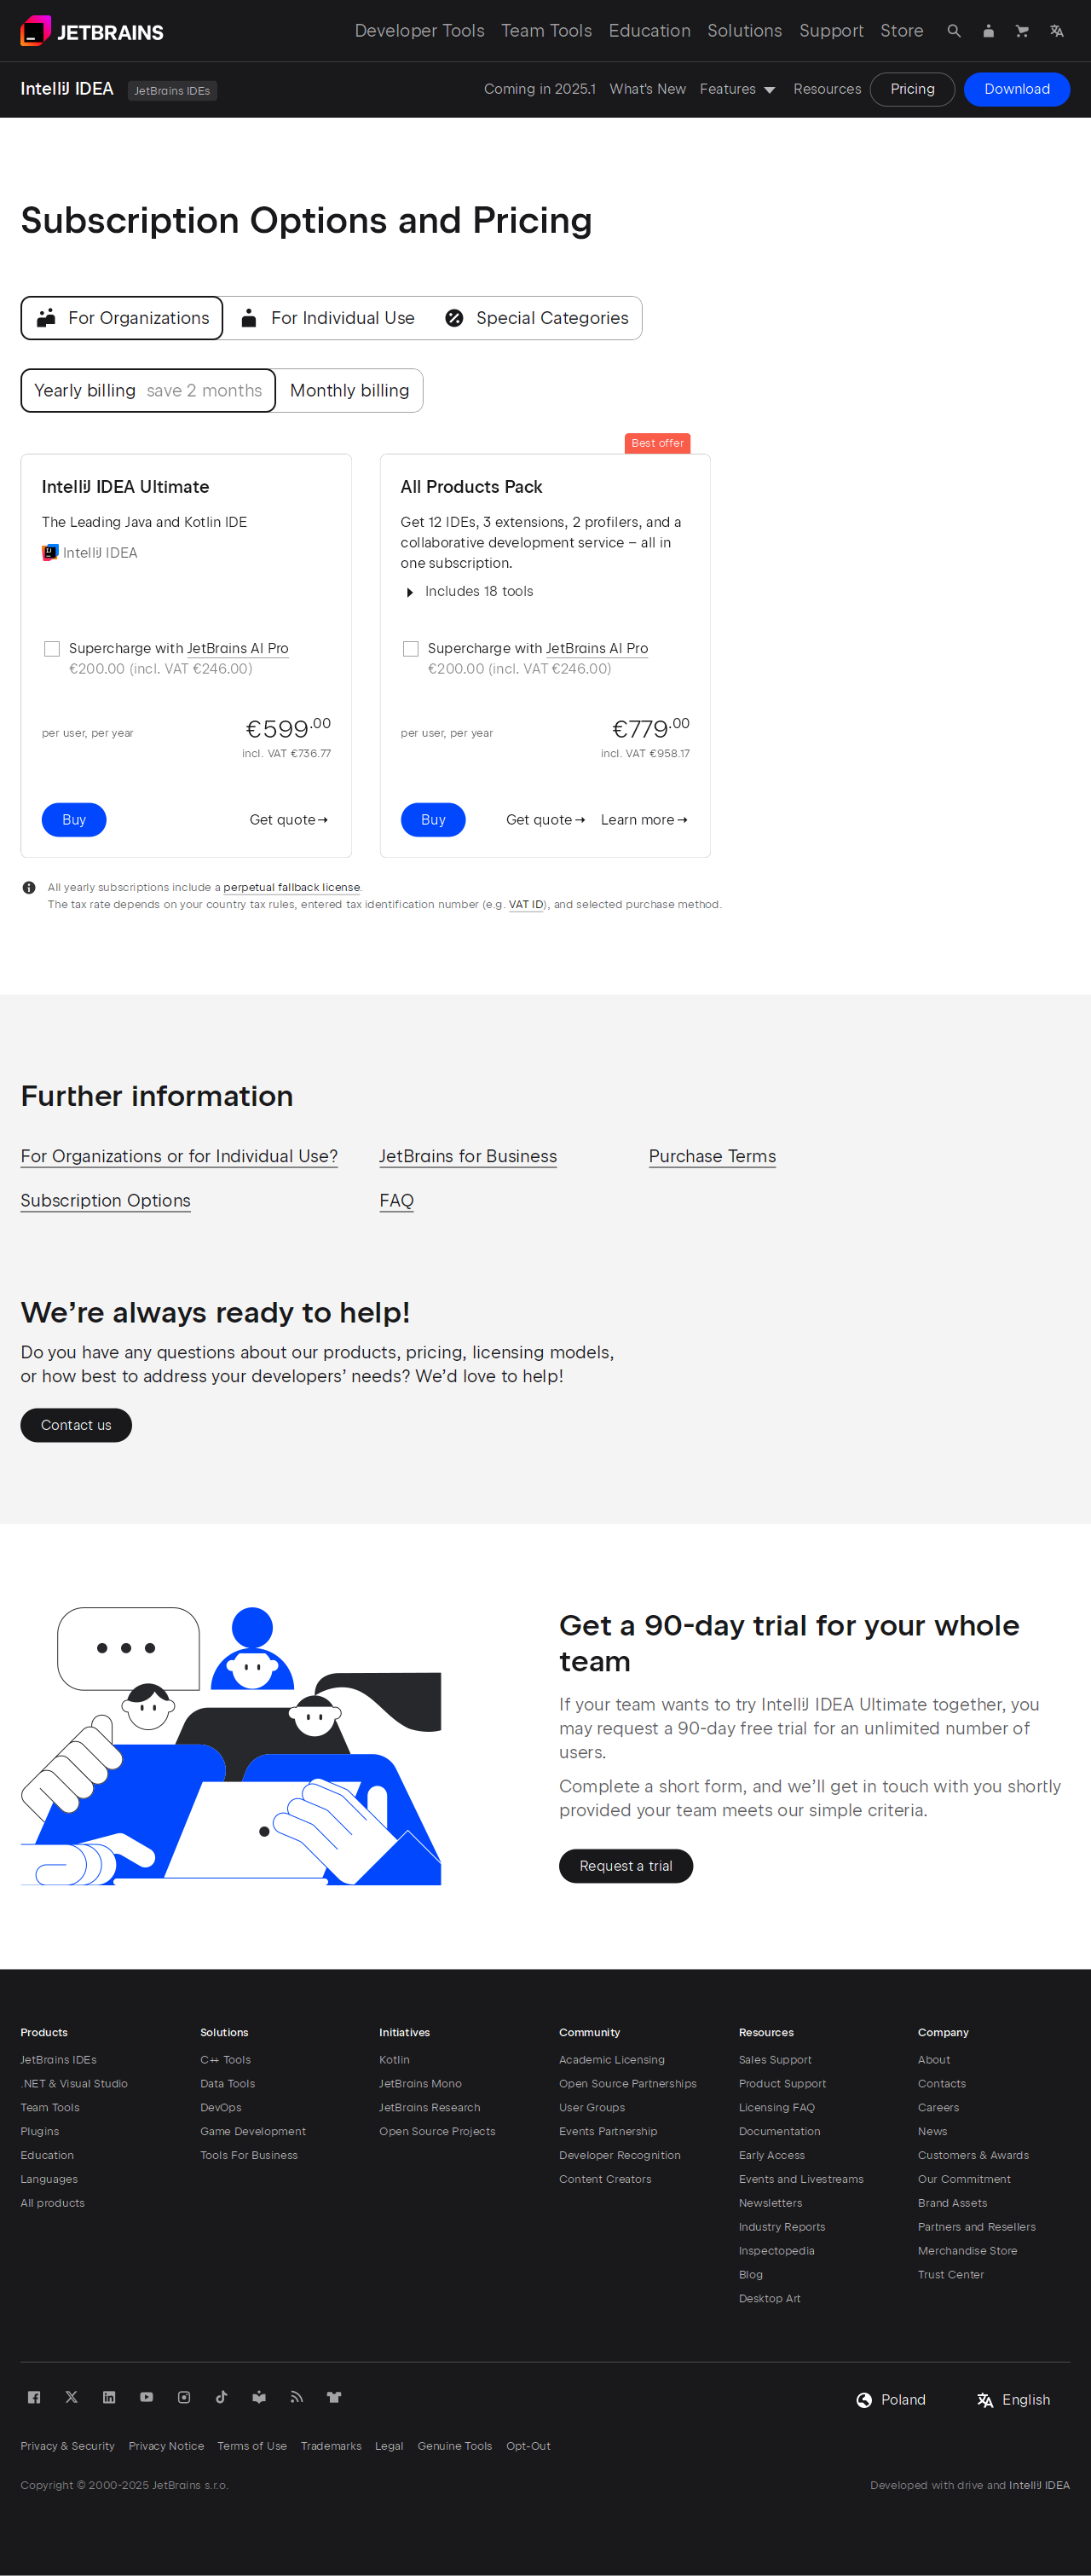 JETBRAINS
Developer Tools Team Tools Education Solutions Support Store
IntelliJ IDEA JetBrains IDEs Coming in 2025.1 What's New Features Resources Pricing Download
Subscription Options and Pricing
For Organizations For Individual Use Special Categories
Yearly billing save 2 months Monthly billing
Best offer
IntelliJ IDEA Ultimate
The Leading Java and Kotlin IDE
IntelliJ IDEA
Supercharge with JetBrains AI Pro
€200.00 (incl. VAT €246.00)
per user, per year €599.00
incl. VAT €736.77
Buy Get quote
All Products Pack
Get 12 IDEs, 3 extensions, 2 profilers, and a
collaborative development service – all in
one subscription.
Includes 18 tools
Supercharge with JetBrains AI Pro
€200.00 (incl. VAT €246.00)
per user, per year €779.00
incl. VAT €958.17
Buy Get quote Learn more
All yearly subscriptions include a perpetual fallback license.
The tax rate depends on your country tax rules, entered tax identification number (e.g. VAT ID), and selected purchase method.
Further information
For Organizations or for Individual Use? JetBrains for Business Purchase Terms
Subscription Options FAQ
We’re always ready to help!
Do you have any questions about our products, pricing, licensing models,
or how best to address your developers’ needs? We’d love to help!
Contact us
Get a 90-day trial for your whole
team
If your team wants to try IntelliJ IDEA Ultimate together, you
may request a 90-day free trial for an unlimited number of
users.
Complete a short form, and we’ll get in touch with you shortly
provided your team meets our simple criteria.
Request a trial
Products
JetBrains IDEs
.NET & Visual Studio
Team Tools
Plugins
Education
Languages
All products
Solutions
C++ Tools
Data Tools
DevOps
Game Development
Tools For Business
Initiatives
Kotlin
JetBrains Mono
JetBrains Research
Open Source Projects
Community
Academic Licensing
Open Source Partnerships
User Groups
Events Partnership
Developer Recognition
Content Creators
Resources
Sales Support
Product Support
Licensing FAQ
Documentation
Early Access
Events and Livestreams
Newsletters
Industry Reports
Inspectopedia
Blog
Desktop Art
Company
About
Contacts
Careers
News
Customers & Awards
Our Commitment
Brand Assets
Partners and Resellers
Merchandise Store
Trust Center
Poland English
Privacy & Security Privacy Notice Terms of Use Trademarks Legal Genuine Tools Opt-Out
Copyright © 2000-2025 JetBrains s.r.o. Developed with drive and IntelliJ IDEA